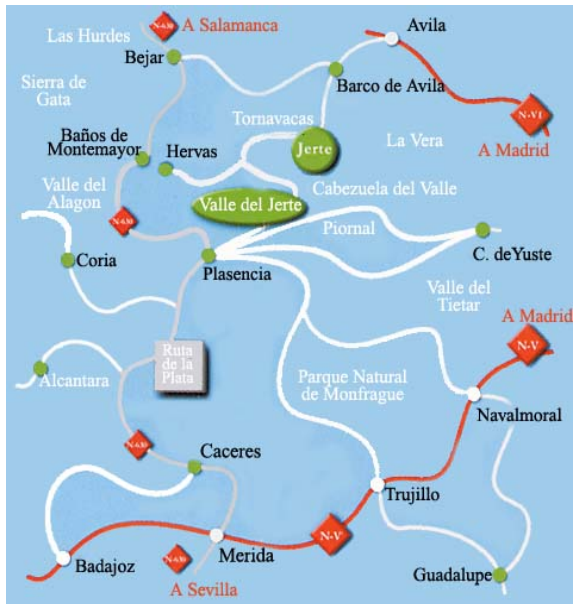 N-630
A Salamanca
Las Hurdes
Bejar
Avila
Sierra de
Gata
Barco de Avila
N-VI
Tornavacas
A Madrid
Baños de
Montemayor
Hervas
Jerte
La Vera
Valle del
Alagon
Cabezuela del Valle
Valle del Jerte
N-630
Piornal
Coria
Plasencia
C. deYuste
Valle del
Tietar
A Madrid
N-V
Ruta
de la
Plata
Alcantara
Parque Natural
de Monfrague
Navalmoral
N-630
Caceres
Trujillo
N-V
Badajoz
N-630
Merida
A Sevilla
Guadalupe